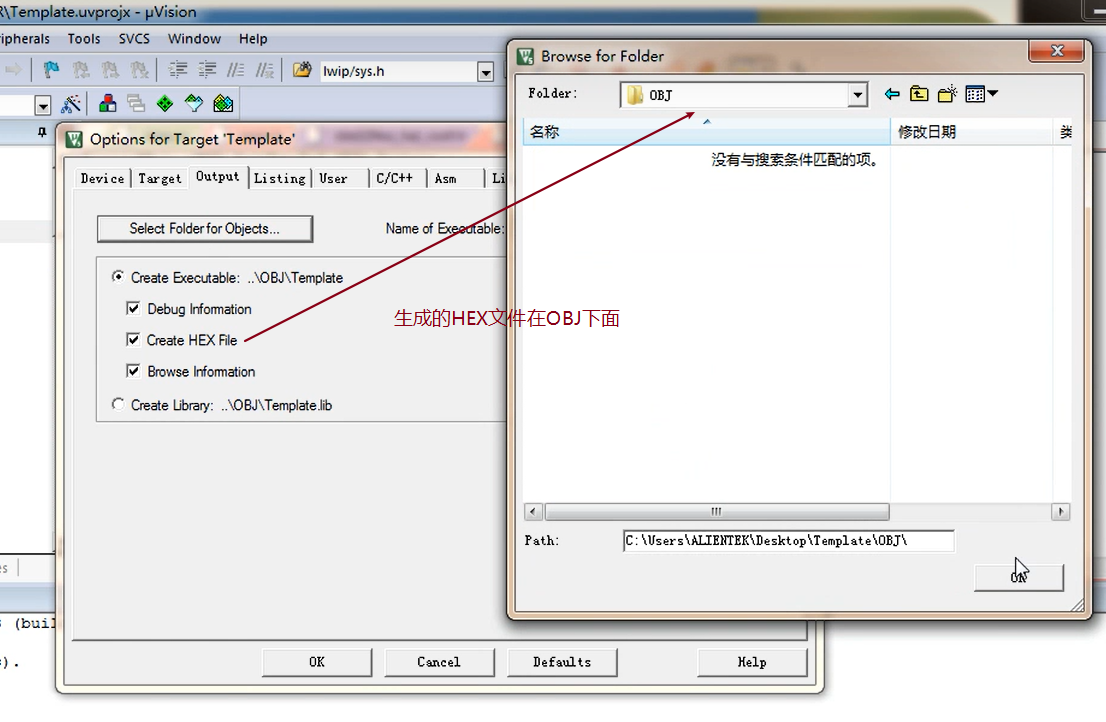 R\Template.uvprojx - µVision
ipherals Tools SVCS Window Help
lwip/sys.h
Options for Target 'Template'
Device Target Output Listing User C/C++ Asm Li
Select Folder for Objects...
Name of Executable:
Create Executable: ..\OBJ\Template
Debug Information
Create HEX File
Browse Information
Create Library: ..\OBJ\Template.lib
生成的HEX文件在OBJ下面
OK Cancel Defaults Help
Browse for Folder
Folder: OBJ
名称 修改日期 类
没有与搜索条件匹配的项。
Path: C:\Users\ALIENTEK\Desktop\Template\OBJ\
OK
es
s (buil
s).